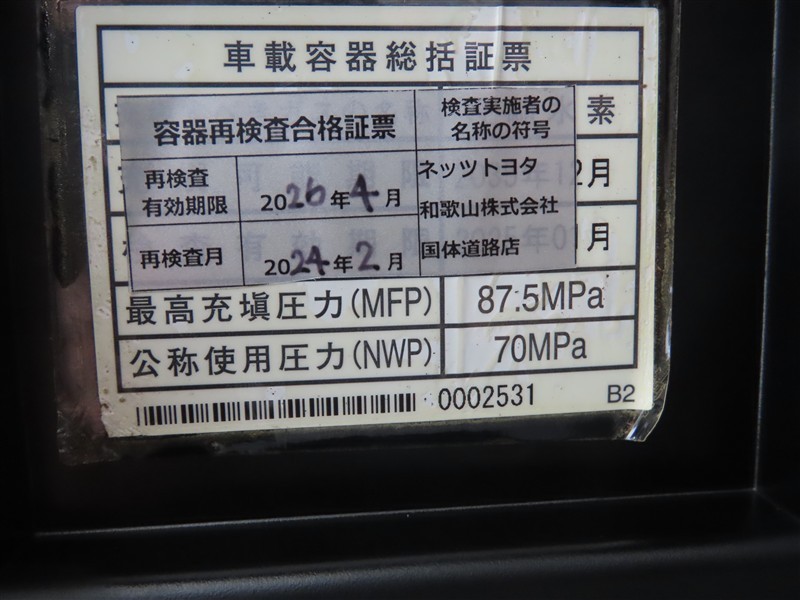 車載容器総括証票
素
容器再検査合格証票
検査実施者の
名称の符号
再検査
有効期限
2026年4月
ネッツトヨタ
和歌山株式会社
国体道路店
再検査月
2024年2月
月
月
最高充填圧力(MFP)
87.5MPa
公称使用圧力(NWP)
70MPa
0002531
B2